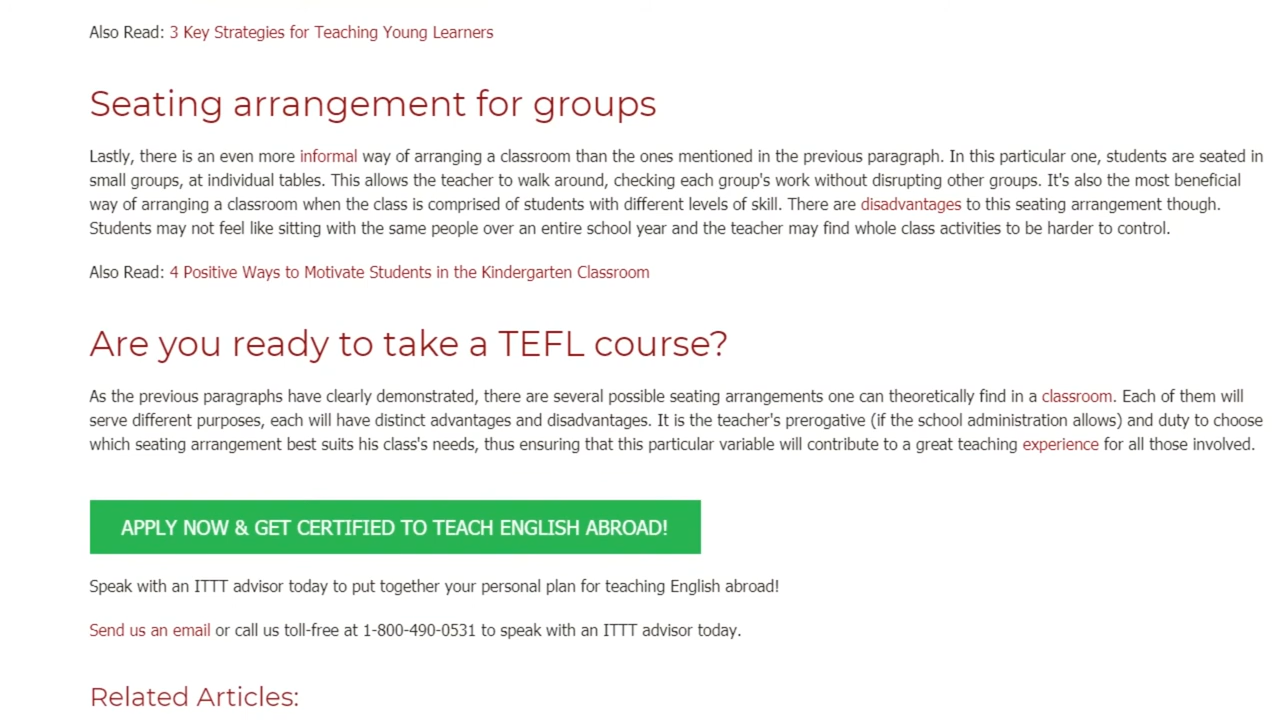 Also Read: 3 Key Strategies for Teaching Young Learners
Seating arrangement for groups
Lastly, there is an even more informal way of arranging a classroom than the ones mentioned in the previous paragraph. In this particular one, students are seated in
small groups, at individual tables. This allows the teacher to walk around, checking each group's work without disrupting other groups. It's also the most beneficial
way of arranging a classroom when the class is comprised of students with different levels of skill. There are disadvantages to this seating arrangement though.
Students may not feel like sitting with the same people over an entire school year and the teacher may find whole class activities to be harder to control.
Also Read: 4 Positive Ways to Motivate Students in the Kindergarten Classroom
Are you ready to take a TEFL course?
As the previous paragraphs have clearly demonstrated, there are several possible seating arrangements one can theoretically find in a classroom. Each of them will
serve different purposes, each will have distinct advantages and disadvantages. It is the teacher's prerogative (if the school administration allows) and duty to choose
which seating arrangement best suits his class's needs, thus ensuring that this particular variable will contribute to a great teaching experience for all those involved.
APPLY NOW & GET CERTIFIED TO TEACH ENGLISH ABROAD!
Speak with an ITTT advisor today to put together your personal plan for teaching English abroad!
Send us an email or call us toll-free at 1-800-490-0531 to speak with an ITTT advisor today.
Related Articles: